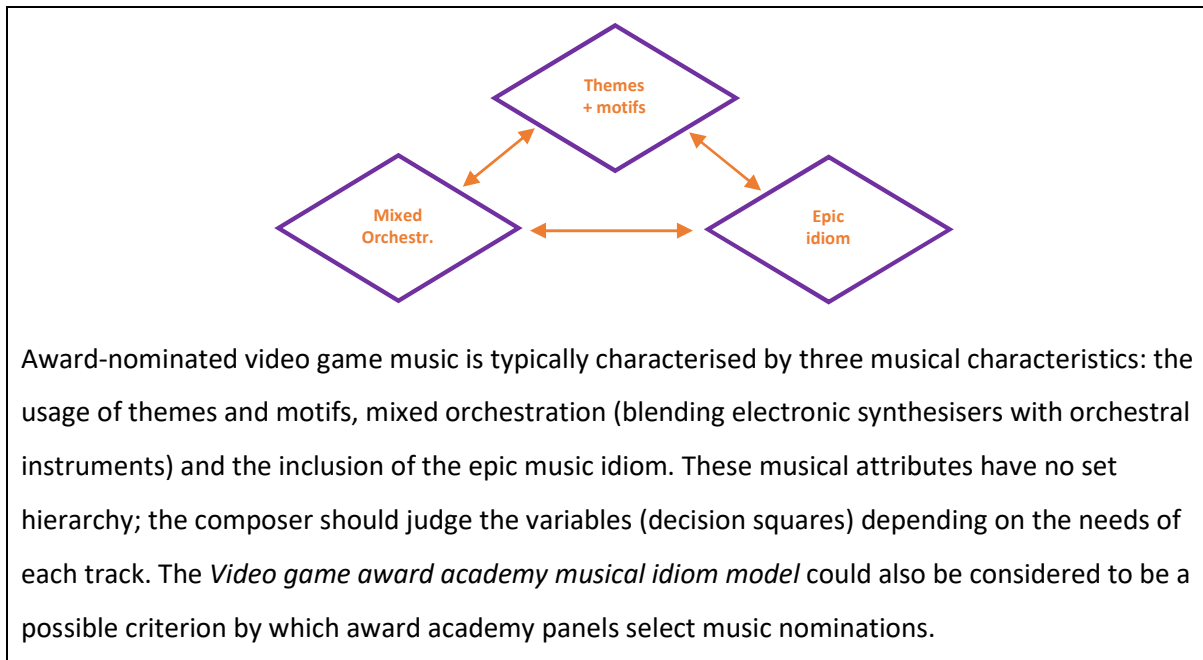 Themes
+ motifs
Mixed
Orchestr.
Epic
idiom
Award-nominated video game music is typically characterised by three musical characteristics: the
usage of themes and motifs, mixed orchestration (blending electronic synthesisers with orchestral
instruments) and the inclusion of the epic music idiom. These musical attributes have no set
hierarchy; the composer should judge the variables (decision squares) depending on the needs of
each track. The Video game award academy musical idiom model could also be considered to be a
possible criterion by which award academy panels select music nominations.